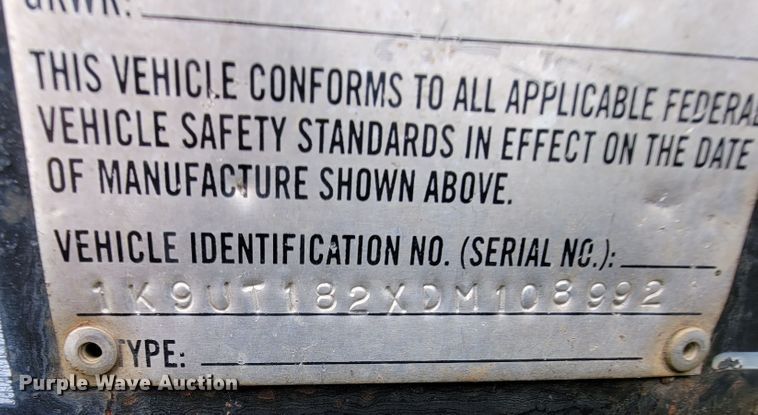 GRWR:
THIS VEHICLE CONFORMS TO ALL APPLICABLE FEDERAL
VEHICLE SAFETY STANDARDS IN EFFECT ON THE DATE
OF MANUFACTURE SHOWN ABOVE.
VEHICLE IDENTIFICATION NO. (SERIAL NO.):
1K9UT182XDM108992
TYPE:
Purple Wave Auction